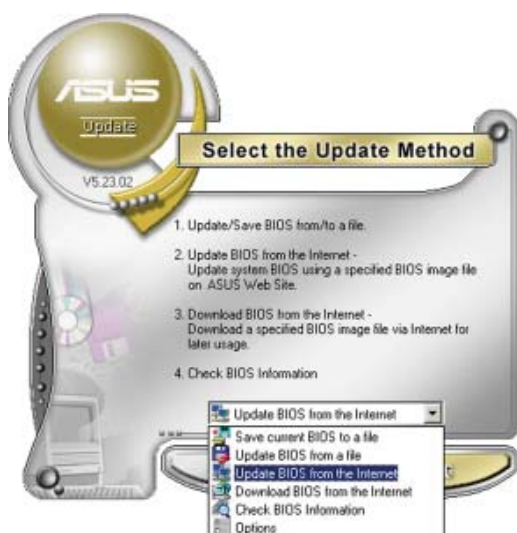 ASUS
Update
V5.23.02
Select the Update Method
1. Update/Save BIOS from/to a file.
2. Update BIOS from the Internet -
Update system BIOS using a specified BIOS image file
on ASUS Web Site.
3. Download BIOS from the Internet -
Download a specified BIOS image file via Internet for
later usage.
4. Check BIOS Information
Update BIOS from the Internet
Save current BIOS to a file
Update BIOS from a file
Update BIOS from the Internet
Download BIOS from the Internet
Check BIOS Information
Options